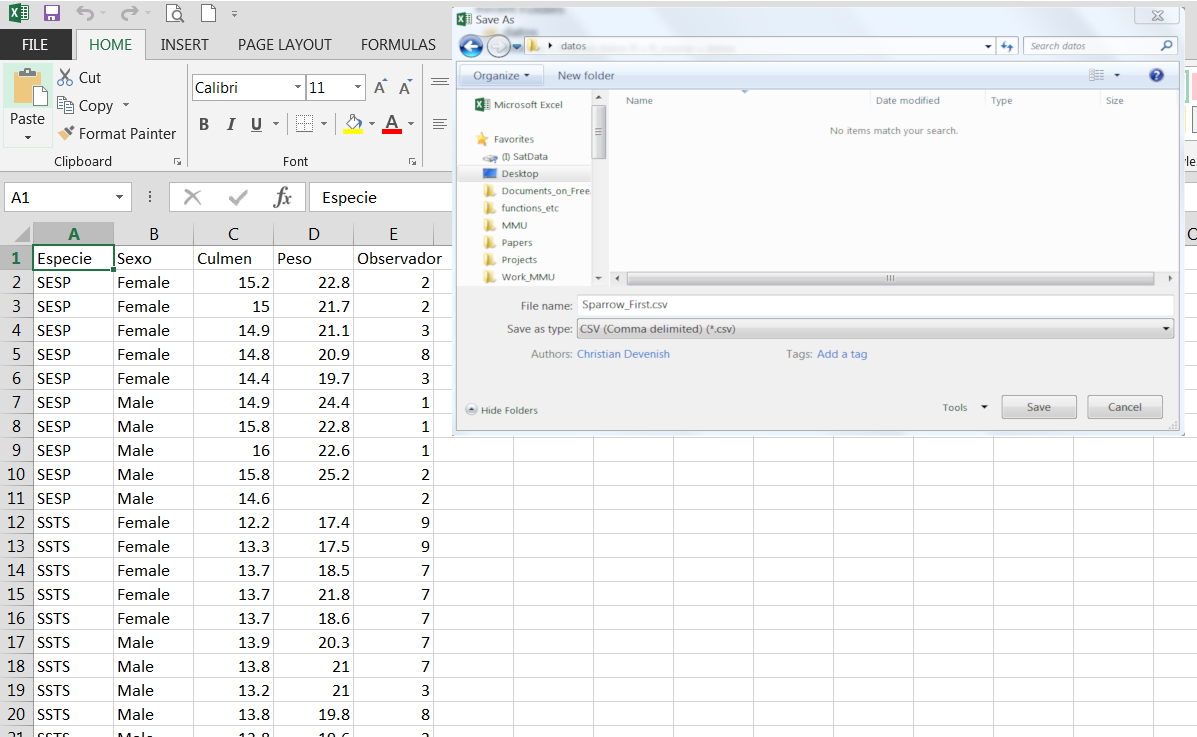 FILE HOME INSERT PAGE LAYOUT FORMULAS
Paste
Cut
Copy
Format Painter
Clipboard
Calibri 11
B I U
Font
A1 fx Especie
Save As
datos
Search datos
Organize New folder
Microsoft Excel
Favorites
(I) SatData
Desktop
Documents_on_Free
functions_etc
MMU
Papers
Projects
Work_MMU
Name Date modified Type Size
No items match your search.
File name: Sparrow_First.csv
Save as type: CSV (Comma delimited) (*.csv)
Authors: Christian Devenish Tags: Add a tag
Hide Folders Tools Save Cancel
A B C D E
1 Especie Sexo Culmen Peso Observador
2 SESP Female 15.2 22.8 2
3 SESP Female 15 21.7 2
4 SESP Female 14.9 21.1 3
5 SESP Female 14.8 20.9 8
6 SESP Female 14.4 19.7 3
7 SESP Male 14.9 24.4 1
8 SESP Male 15.8 22.8 1
9 SESP Male 16 22.6 1
10 SESP Male 15.8 25.2 2
11 SESP Male 14.6 2
12 SSTS Female 12.2 17.4 9
13 SSTS Female 13.3 17.5 9
14 SSTS Female 13.7 18.5 7
15 SSTS Female 13.7 21.8 7
16 SSTS Female 13.7 18.6 7
17 SSTS Male 13.9 20.3 7
18 SSTS Male 13.8 21 7
19 SSTS Male 13.2 21 3
20 SSTS Male 13.8 19.8 8
21 SSTS Male